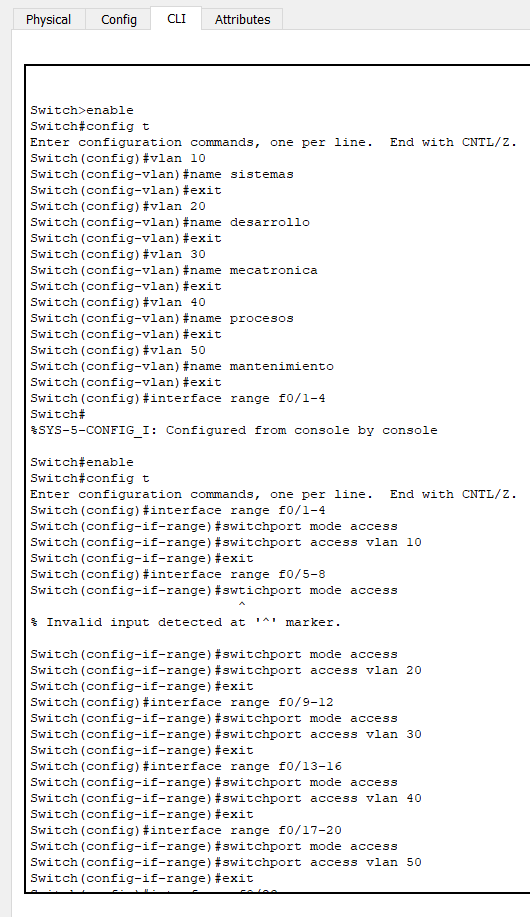 Physical Config CLI Attributes
Switch>enable
Switch#config t
Enter configuration commands, one per line.  End with CNTL/Z.
Switch(config)#vlan 10
Switch(config-vlan)#name sistemas
Switch(config-vlan)#exit
Switch(config)#vlan 20
Switch(config-vlan)#name desarrollo
Switch(config-vlan)#exit
Switch(config)#vlan 30
Switch(config-vlan)#name mecatronica
Switch(config-vlan)#exit
Switch(config)#vlan 40
Switch(config-vlan)#name procesos
Switch(config-vlan)#exit
Switch(config)#vlan 50
Switch(config-vlan)#name mantenimiento
Switch(config-vlan)#exit
Switch(config)#interface range f0/1-4
Switch#
%SYS-5-CONFIG_I: Configured from console by console
Switch#enable
Switch#config t
Enter configuration commands, one per line.  End with CNTL/Z.
Switch(config)#interface range f0/1-4
Switch(config-if-range)#switchport mode access
Switch(config-if-range)#switchport access vlan 10
Switch(config-if-range)#exit
Switch(config)#interface range f0/5-8
Switch(config-if-range)#swtichport mode access
^
% Invalid input detected at '^' marker.
Switch(config-if-range)#switchport mode access
Switch(config-if-range)#switchport access vlan 20
Switch(config-if-range)#exit
Switch(config)#interface range f0/9-12
Switch(config-if-range)#switchport mode access
Switch(config-if-range)#switchport access vlan 30
Switch(config-if-range)#exit
Switch(config)#interface range f0/13-16
Switch(config-if-range)#switchport mode access
Switch(config-if-range)#switchport access vlan 40
Switch(config-if-range)#exit
Switch(config)#interface range f0/17-20
Switch(config-if-range)#switchport mode access
Switch(config-if-range)#switchport access vlan 50
Switch(config-if-range)#exit